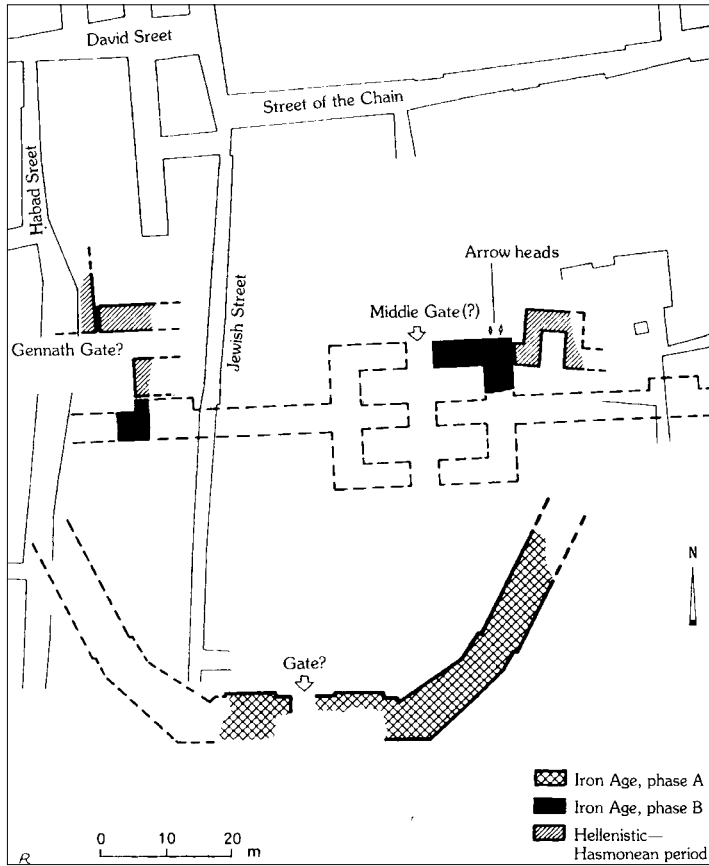 David Sreet
Street of the Chain
Habad Sreet
Jewish Street
Arrow heads
Middle Gate(?)
Gennath Gate?
N
Gate?
Iron Age, phase A
Iron Age, phase B
Hellenistic—
Hasmonean period
R
0 10 20
m